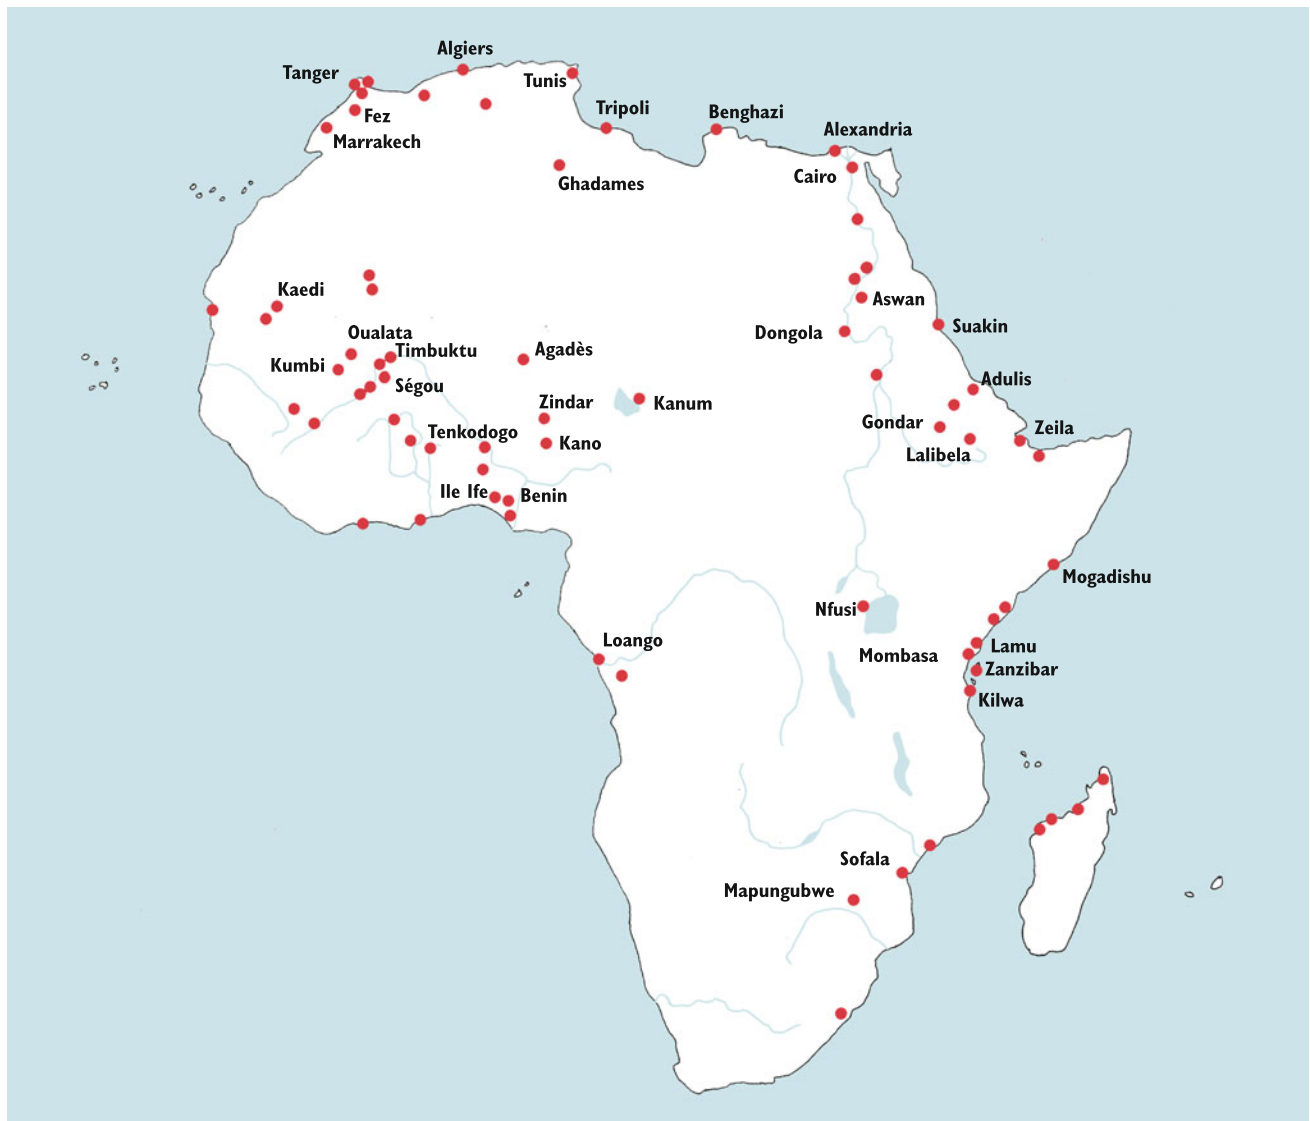 Algiers
Tanger
Tunis
Tripoli
Benghazi
Fez
Alexandria
Marrakech
Cairo
Ghadames
Kaedi
Aswan
Suakin
Oualata
Dongola
Timbuktu
Agadès
Kumbi
Adulis
Ségou
Zindar
Kanum
Gondar
Zeila
Tenkodogo
Kano
Lalibela
Ile Ife
Benin
Mogadishu
Nfusi
Loango
Lamu
Mombasa
Zanzibar
Kilwa
Sofala
Mapungubwe